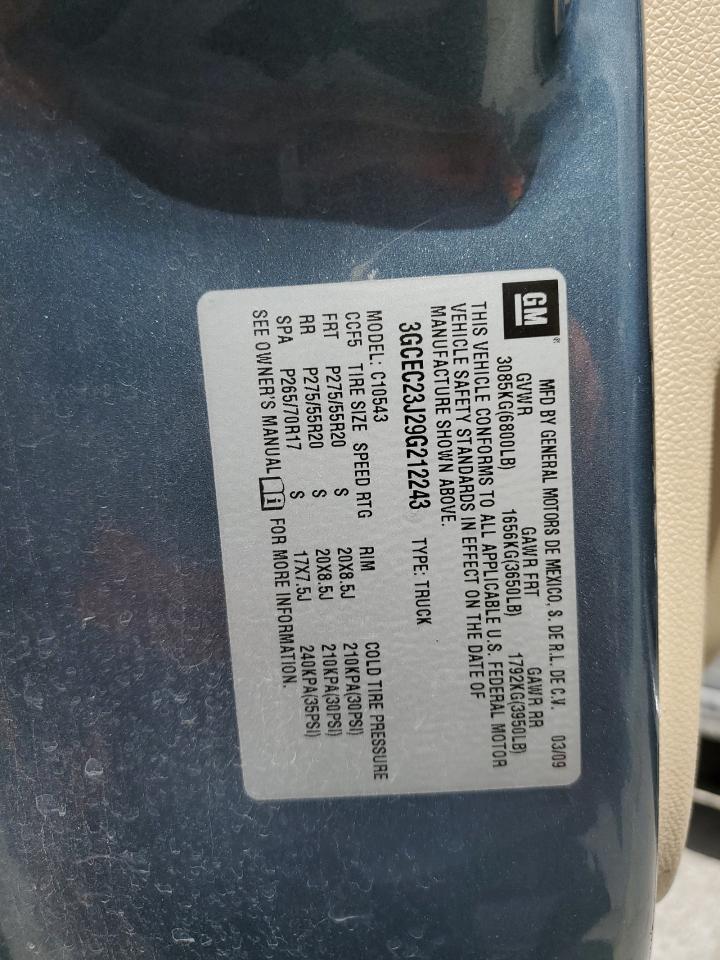 GM®
MFD BY GENERAL MOTORS DE MEXICO, S. DE R.L. DE C.V. 03/09
GVWR GAWR FRT GAWR RR
3085KG(6800LB) 1656KG(3650LB) 1792KG(3950LB)
THIS VEHICLE CONFORMS TO ALL APPLICABLE U.S. FEDERAL MOTOR
VEHICLE SAFETY STANDARDS IN EFFECT ON THE DATE OF
MANUFACTURE SHOWN ABOVE.
3GCEC23J29G212243 TYPE: TRUCK
MODEL: C10543
CCF5 TIRE SIZE SPEED RTG RIM COLD TIRE PRESSURE
FRT P275/55R20 S 20X8.5J 210KPA(30PSI)
RR P275/55R20 S 20X8.5J 210KPA(30PSI)
SPA P265/70R17 S 17X7.5J 240KPA(35PSI)
SEE OWNER'S MANUAL i FOR MORE INFORMATION.